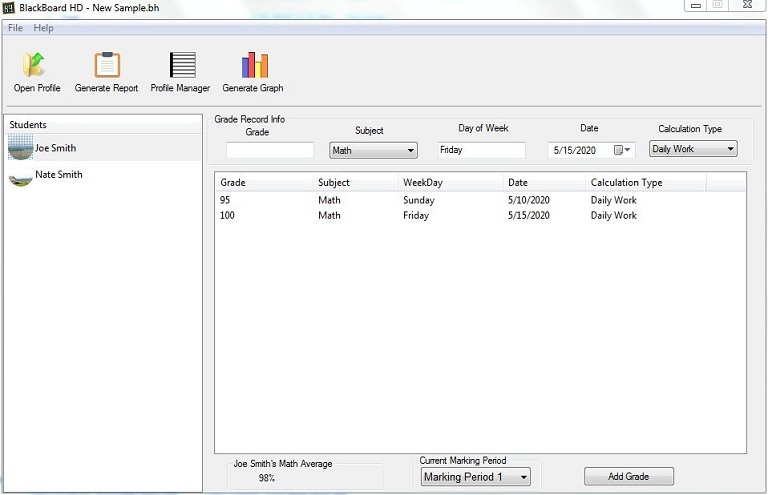 BlackBoard HD - New Sample.bh
File Help
Open Profile Generate Report Profile Manager Generate Graph
Students
Joe Smith
Nate Smith
Grade Record Info
Grade Subject Day of Week Date Calculation Type
Math Friday 5/15/2020 Daily Work
Grade Subject WeekDay Date Calculation Type
95 Math Sunday 5/10/2020 Daily Work
100 Math Friday 5/15/2020 Daily Work
Joe Smith's Math Average
98%
Current Marking Period
Marking Period 1
Add Grade